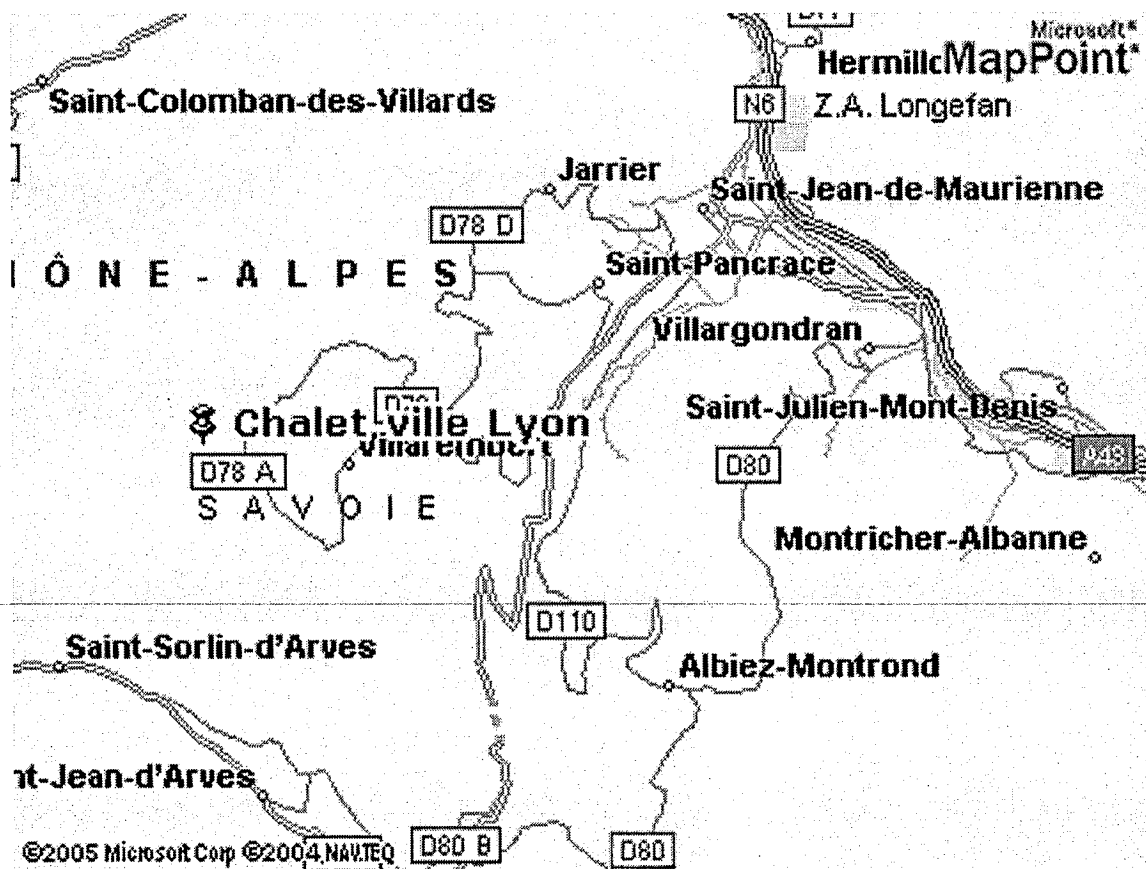 Microsoft®
MapPoint®
Saint-Colomban-des-Villards
N6
Z.A. Longefan
Jarrier
Saint-Jean-de-Maurienne
D78 D
ÔNE-ALPES
Saint-Pancrace
Villargondran
Chalet ville Lyon
Saint-Julien-Mont-Denis
D78 A
D80
SAVOIE
Montricher-Albanne
D110
Saint-Sorlin-d'Arves
Albiez-Montrond
nt-Jean-d'Arves
©2005 Microsoft Corp ©2004, NAVTEQ
D80 B
D80